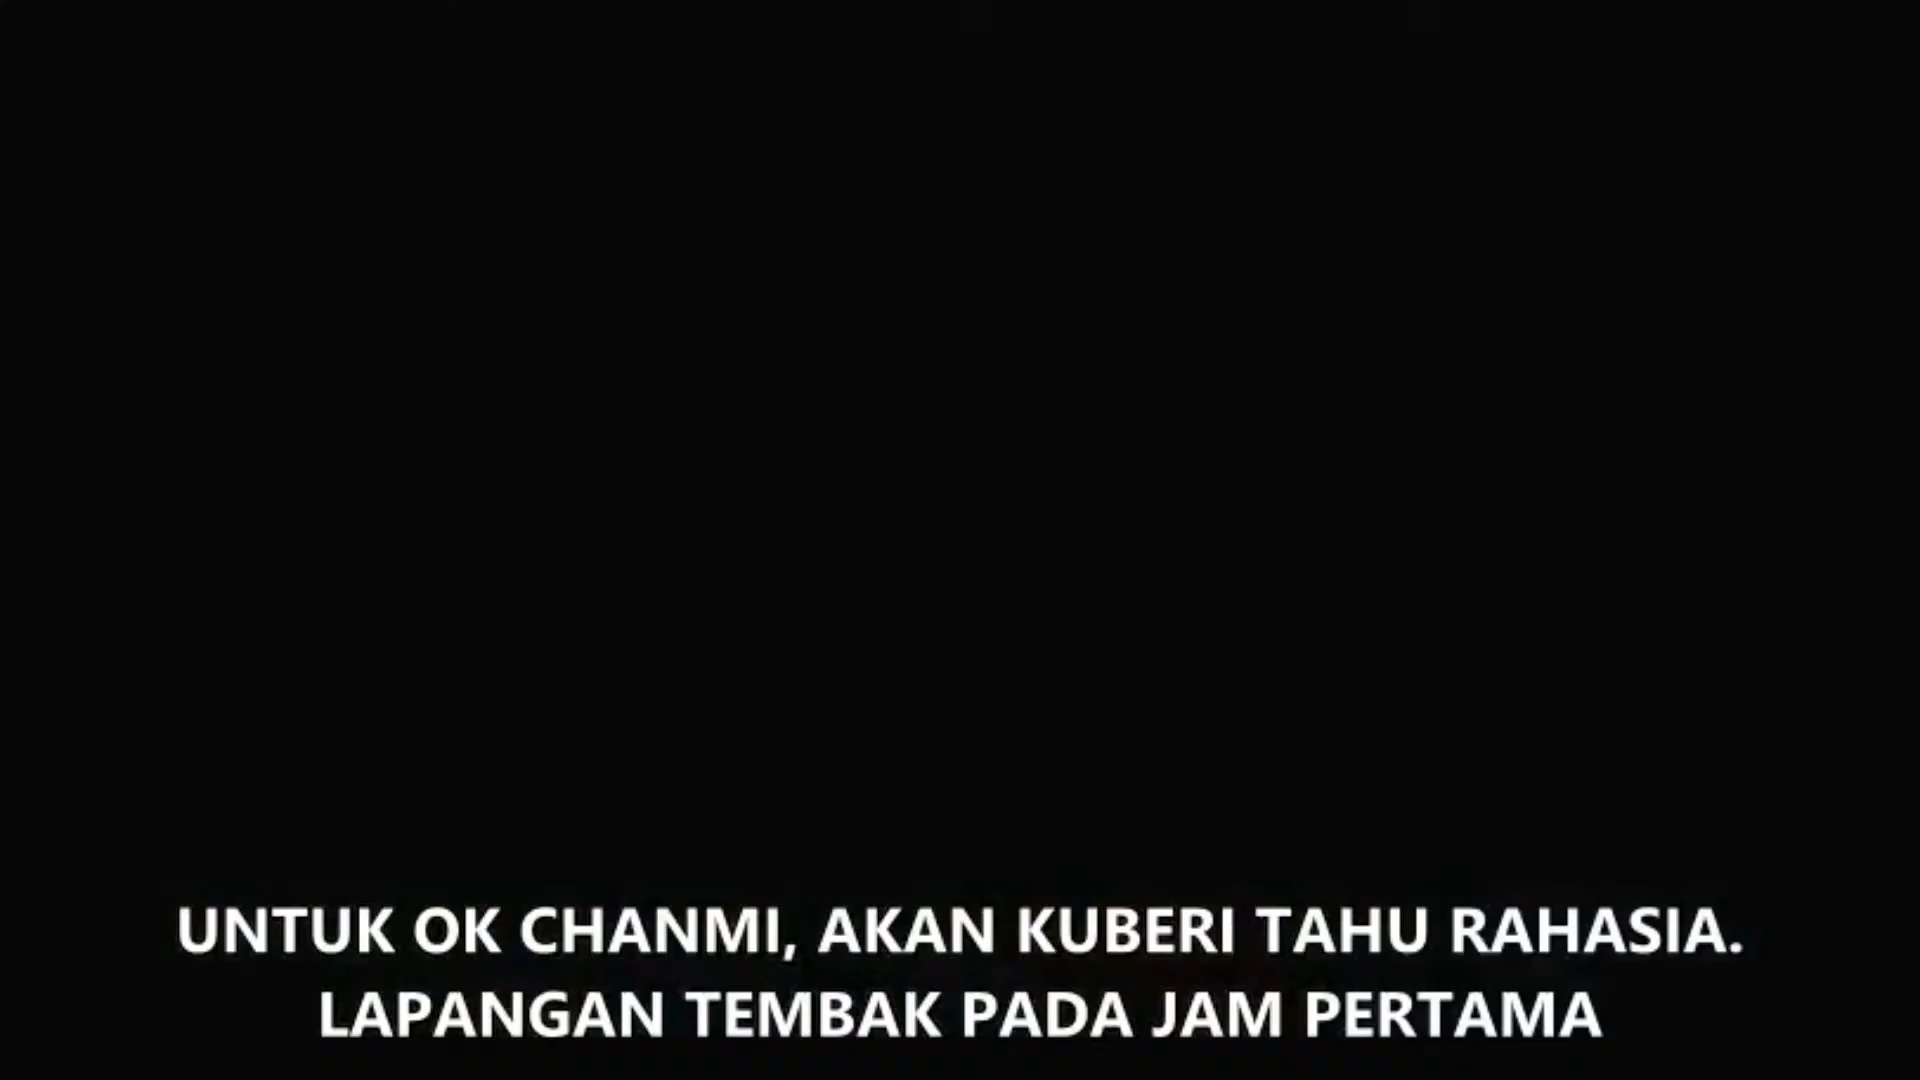 UNTUK OK CHANMI, AKAN KUBERI TAHU RAHASIA.
LAPANGAN TEMBAK PADA JAM PERTAMA